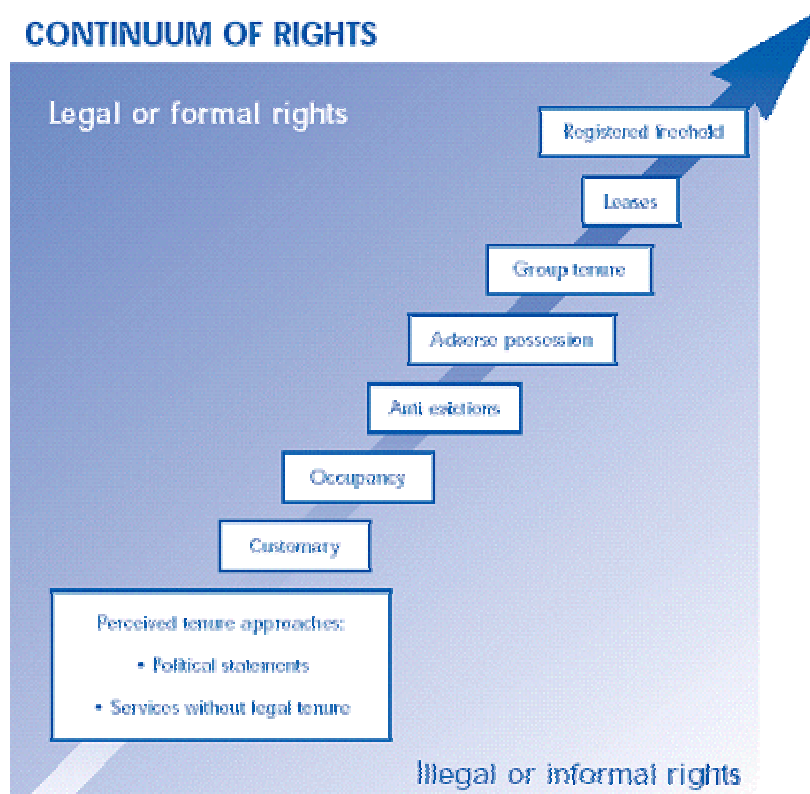 CONTINUUM OF RIGHTS
Legal or formal rights
Registered freehold
Leases
Group tenure
Adverse possession
Anti evictions
Occupancy
Customary
Perceived tenure approaches:
• Political statements
• Services without legal tenure
Illegal or informal rights